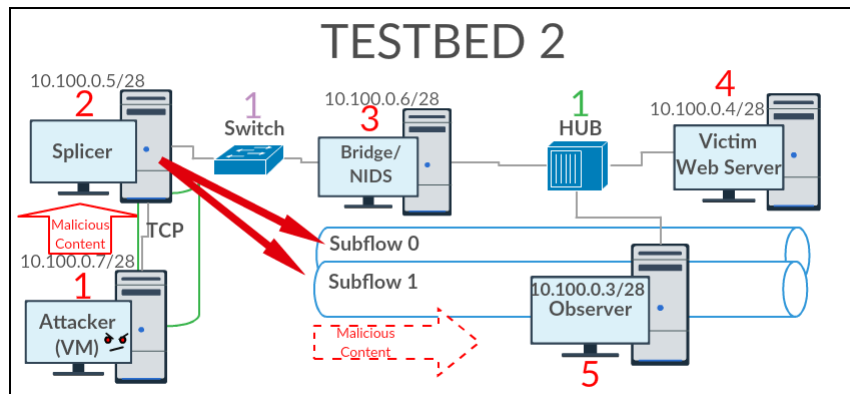 TESTBED 2
10.100.0.5/28
2
Splicer
1
Switch
10.100.0.6/28
3
Bridge/
NIDS
1
HUB
4
10.100.0.4/28
Victim
Web Server
Malicious
Content
TCP
10.100.0.7/28
1
Attacker
(VM)
Subflow 0
Subflow 1
Malicious
Content
10.100.0.3/28
Observer
5